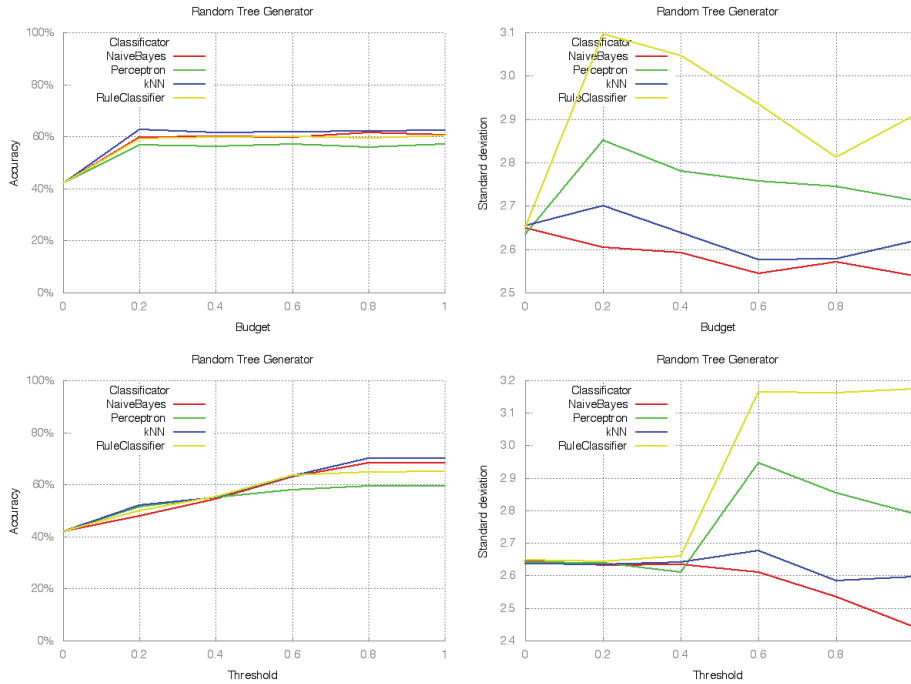 Random Tree Generator
100%
80%
60%
40%
20%
0%
Accuracy
Classificator
NaiveBayes
Perceptron
kNN
RuleClassifier
0 0.2 0.4 0.6 0.8 1
Budget
Random Tree Generator
3.1
3.0
2.9
2.8
2.7
2.6
2.5
Standard deviation
Classificator
NaiveBayes
Perceptron
kNN
RuleClassifier
0 0.2 0.4 0.6 0.8
Budget
Random Tree Generator
100%
80%
60%
40%
20%
0%
Accuracy
Classificator
NaiveBayes
Perceptron
kNN
RuleClassifier
0 0.2 0.4 0.6 0.8 1
Threshold
Random Tree Generator
3.2
3.1
3.0
2.9
2.8
2.7
2.6
2.5
2.4
Standard deviation
Classificator
NaiveBayes
Perceptron
kNN
RuleClassifier
0 0.2 0.4 0.6 0.8
Threshold